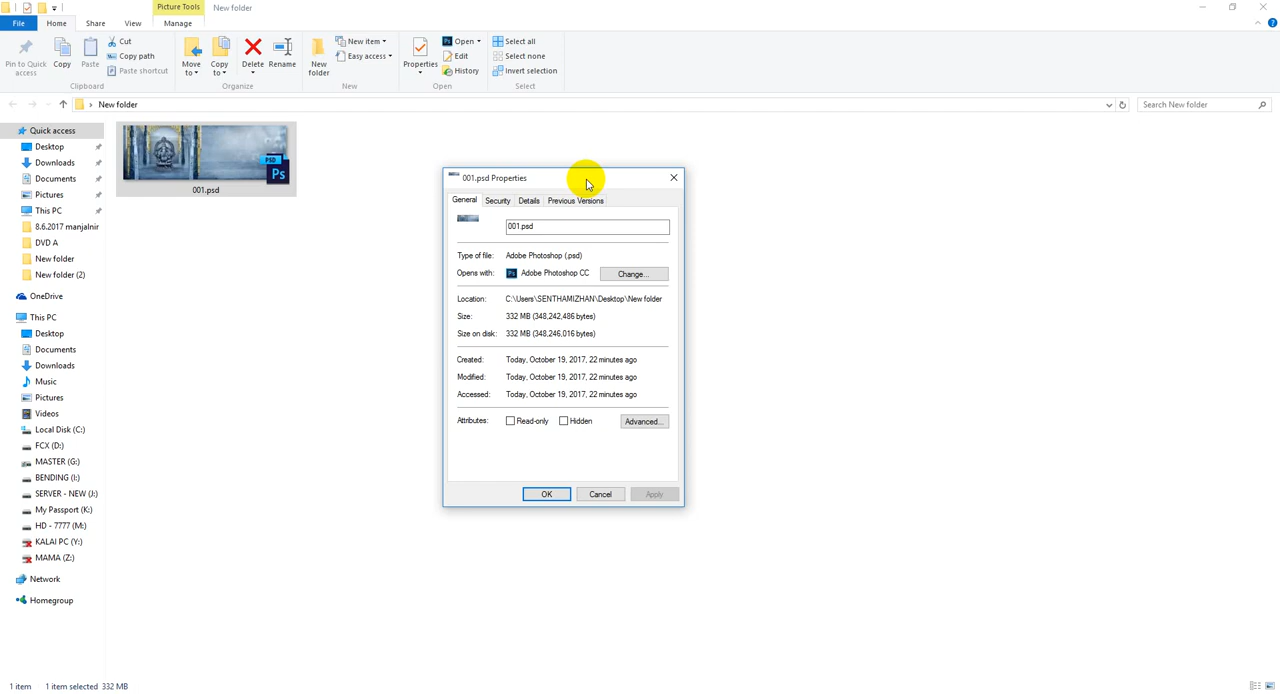 Picture Tools New folder
File Home Share View Manage
Pin to Quick access
Copy
Paste
Cut
Copy path
Paste shortcut
Clipboard
Move to
Copy to
Delete
Rename
Organize
New folder
New item
Easy access
New
Properties
Open
Edit
History
Open
Select all
Select none
Invert selection
Select
New folder
Search New folder
Quick access
Desktop
Downloads
Documents
Pictures
This PC
8.6.2017 manjalnir
DVD A
New folder
New folder (2)
OneDrive
This PC
Desktop
Documents
Downloads
Music
Pictures
Videos
Local Disk (C:)
FCX (D:)
MASTER (G:)
BENDING (I:)
SERVER - NEW (J:)
My Passport (K:)
HD - 7777 (M:)
KALAI PC (Y:)
MAMA (Z:)
Network
Homegroup
PSD
Ps
001.psd
001.psd Properties
General Security Details Previous Versions
001.psd
Type of file: Adobe Photoshop (.psd)
Opens with: Ps Adobe Photoshop CC Change...
Location: C:\Users\SENTHAMIZHAN\Desktop\New folder
Size: 332 MB (348,242,486 bytes)
Size on disk: 332 MB (348,246,016 bytes)
Created: Today, October 19, 2017, 22 minutes ago
Modified: Today, October 19, 2017, 22 minutes ago
Accessed: Today, October 19, 2017, 22 minutes ago
Attributes: Read-only Hidden Advanced...
OK Cancel Apply
1 item 1 item selected 332 MB